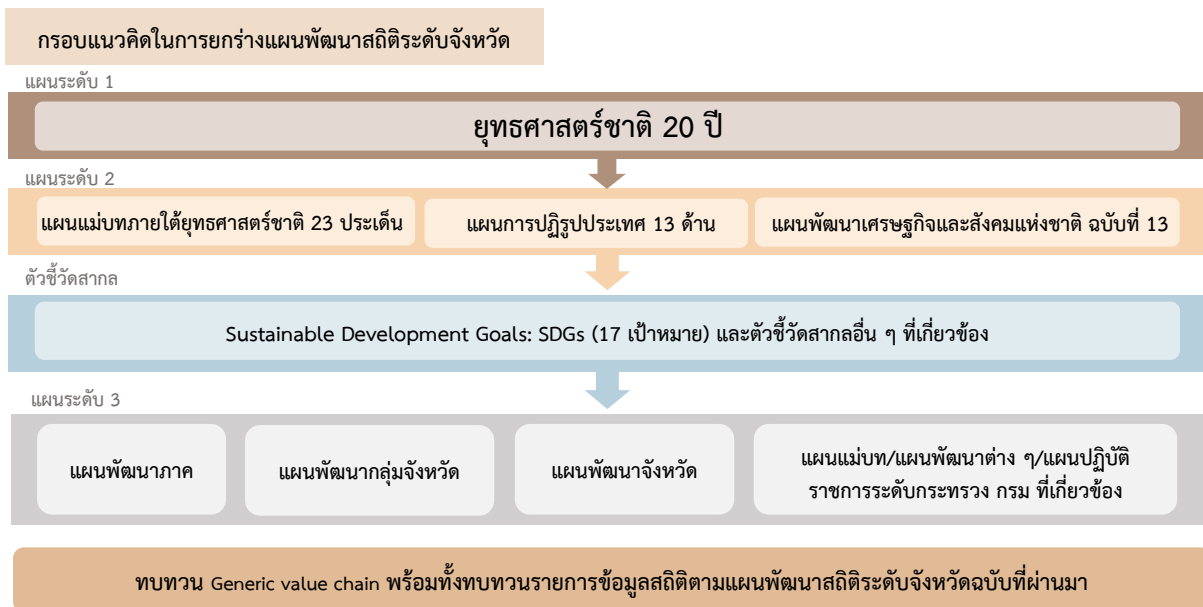 กรอบแนวคิดในการยกร่างแผนพัฒนาสถิติระดับจังหวัด
แผนระดับ 1
ยุทธศาสตร์ชาติ 20 ปี
แผนระดับ 2
แผนแม่บทภายใต้ยุทธศาสตร์ชาติ 23 ประเด็น
แผนการปฏิรูปประเทศ 13 ด้าน
แผนพัฒนาเศรษฐกิจและสังคมแห่งชาติ ฉบับที่ 13
ตัวชี้วัดสากล
Sustainable Development Goals: SDGs (17 เป้าหมาย) และตัวชี้วัดสากลอื่น ๆ ที่เกี่ยวข้อง
แผนระดับ 3
แผนพัฒนาภาค
แผนพัฒนากลุ่มจังหวัด
แผนพัฒนาจังหวัด
แผนแม่บท/แผนพัฒนาต่าง ๆ/แผนปฏิบัติ
ราชการระดับกระทรวง กรม ที่เกี่ยวข้อง
ทบทวน Generic value chain พร้อมทั้งทบทวนรายการข้อมูลสถิติตามแผนพัฒนาสถิติระดับจังหวัดฉบับที่ผ่านมา